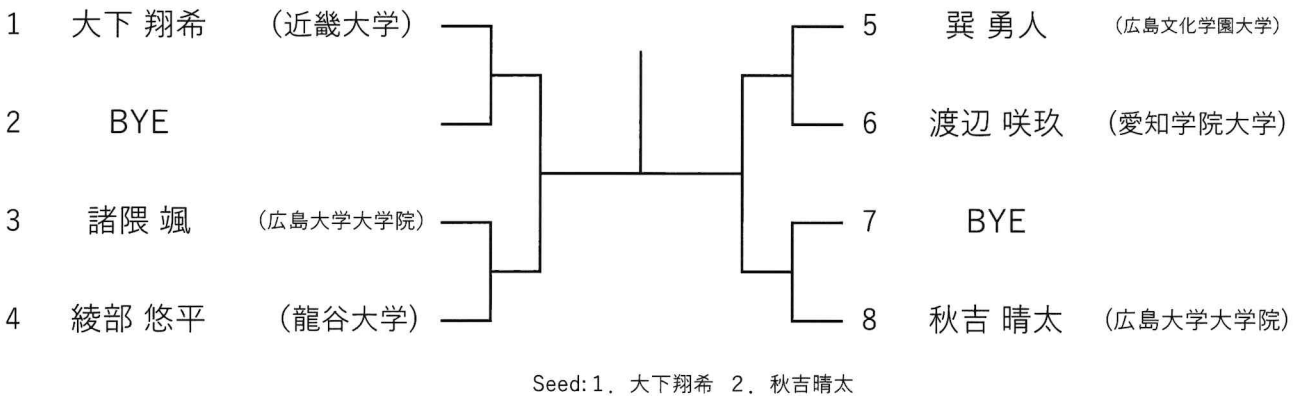 1 大下 翔希 (近畿大学)
2 BYE
3 諸隈 颯 (広島大学大学院)
4 綾部 悠平 (龍谷大学)
5 巽 勇人 (広島文化学園大学)
6 渡辺 咲玖 (愛知学院大学)
7 BYE
8 秋吉 晴太 (広島大学大学院)
Seed:1. 大下翔希 2. 秋吉晴太